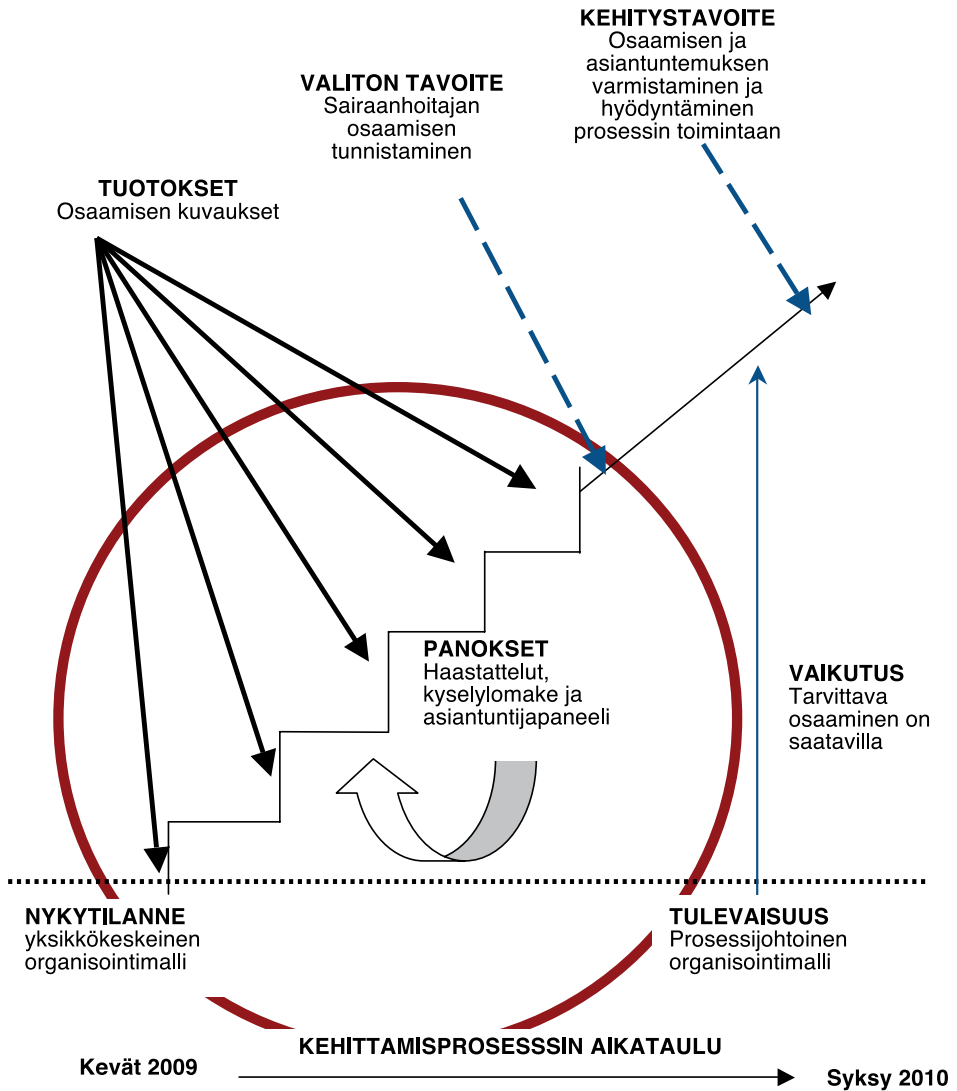 KEHITYSTAVOITE
Osaamisen ja
asiantuntemuksen
varmistaminen ja
hyödyntäminen
prosessin toimintaan
VALITON TAVOITE
Sairaanhoitajan
osaamisen
tunnistaminen
TUOTOKSET
Osaamisen kuvaukset
PANOKSET
Haastattelut,
kyselylomake ja
asiantuntijapaneeli
VAIKUTUS
Tarvittava
osaaminen on
saatavilla
NYKYTILANNE
yksikkökeskeinen
organisointimalli
TULEVAISUUS
Prosessijohtoinen
organisointimalli
KEHITTAMISPROSESSSIN AIKATAULU
Kevät 2009
Syksy 2010